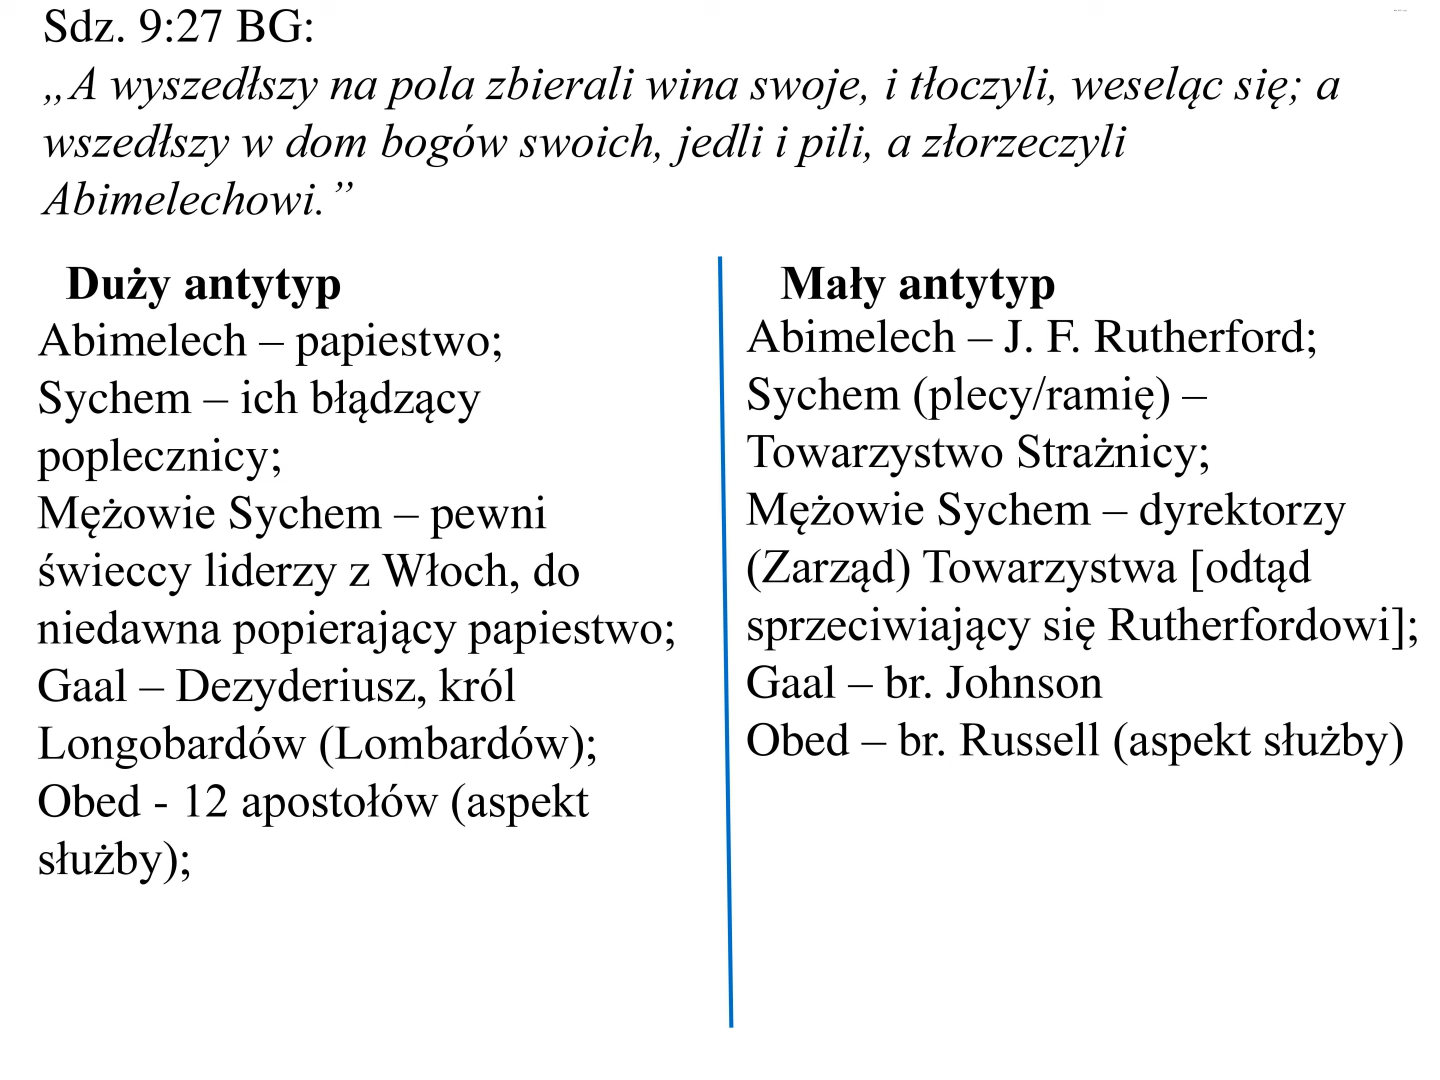 Sdz. 9:27 BG:
„A wyszedłszy na pola zbierali wina swoje, i tłoczyli, weseląc się; a
wszedłszy w dom bogów swoich, jedli i pili, a złorzeczyli
Abimelechowi.”
Duży antytyp
Abimelech – papiestwo;
Sychem – ich błądzący
poplecznicy;
Mężowie Sychem – pewni
świeccy liderzy z Włoch, do
niedawna popierający papiestwo;
Gaal – Dezyderiusz, król
Longobardów (Lombardów);
Obed - 12 apostołów (aspekt
służby);
Mały antytyp
Abimelech – J. F. Rutherford;
Sychem (plecy/ramię) –
Towarzystwo Strażnicy;
Mężowie Sychem – dyrektorzy
(Zarząd) Towarzystwa [odtąd
sprzeciwiający się Rutherfordowi];
Gaal – br. Johnson
Obed – br. Russell (aspekt służby)